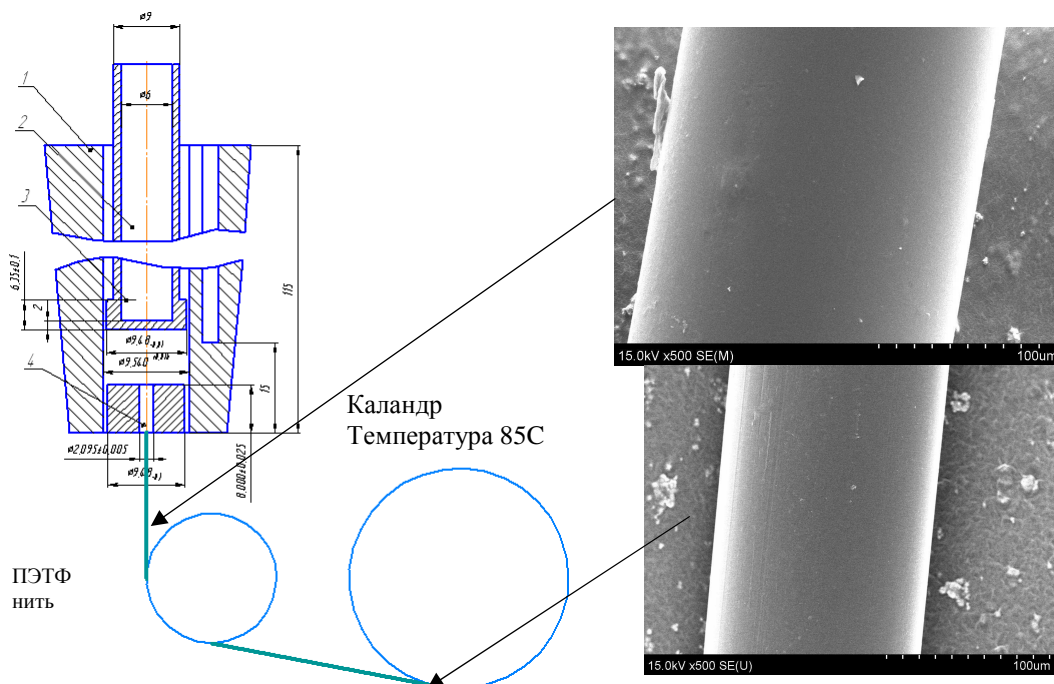 ø9
1
ø6
2
3
6,35±0,1
2
115
ø9,48
ø9,540
4
15
ø2,095±0,005
8,000±0,025
Каландр
Температура 85С
ПЭТФ
нить
15.0kV x500 SE(M)
100um
15.0kV x500 SE(U)
100um